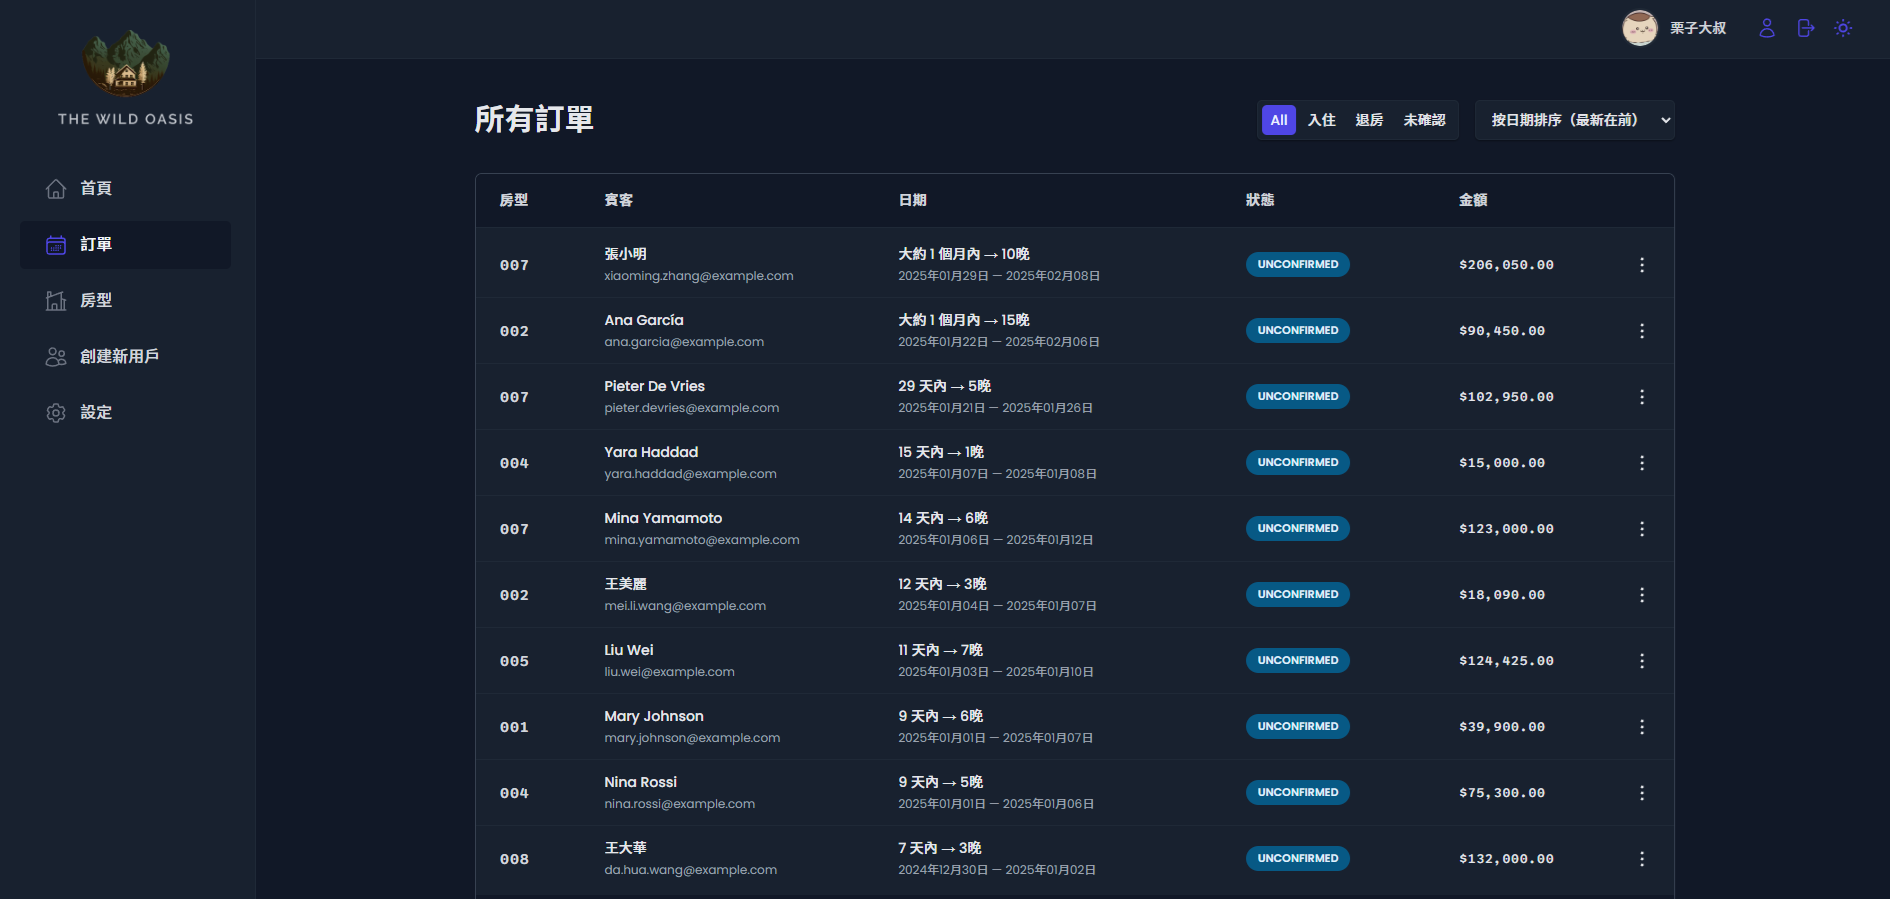 THE WILD OASIS
首頁
訂單
房型
創建新用戶
設定
栗子大叔
所有訂單
All 入住 退房 未確認 按日期排序（最新在前）
房型 賓客 日期 狀態 金額
007 張小明 大約 1 個月內 → 10晚 UNCONFIRMED $206,050.00
xiaoming.zhang@example.com 2025年01月29日 — 2025年02月08日
002 Ana García 大約 1 個月內 → 15晚 UNCONFIRMED $90,450.00
ana.garcia@example.com 2025年01月22日 — 2025年02月06日
007 Pieter De Vries 29 天內 → 5晚 UNCONFIRMED $102,950.00
pieter.devries@example.com 2025年01月21日 — 2025年01月26日
004 Yara Haddad 15 天內 → 1晚 UNCONFIRMED $15,000.00
yara.haddad@example.com 2025年01月07日 — 2025年01月08日
007 Mina Yamamoto 14 天內 → 6晚 UNCONFIRMED $123,000.00
mina.yamamoto@example.com 2025年01月06日 — 2025年01月12日
002 王美麗 12 天內 → 3晚 UNCONFIRMED $18,090.00
mei.li.wang@example.com 2025年01月04日 — 2025年01月07日
005 Liu Wei 11 天內 → 7晚 UNCONFIRMED $124,425.00
liu.wei@example.com 2025年01月03日 — 2025年01月10日
001 Mary Johnson 9 天內 → 6晚 UNCONFIRMED $39,900.00
mary.johnson@example.com 2025年01月01日 — 2025年01月07日
004 Nina Rossi 9 天內 → 5晚 UNCONFIRMED $75,300.00
nina.rossi@example.com 2025年01月01日 — 2025年01月06日
008 王大華 7 天內 → 3晚 UNCONFIRMED $132,000.00
da.hua.wang@example.com 2024年12月30日 — 2025年01月02日